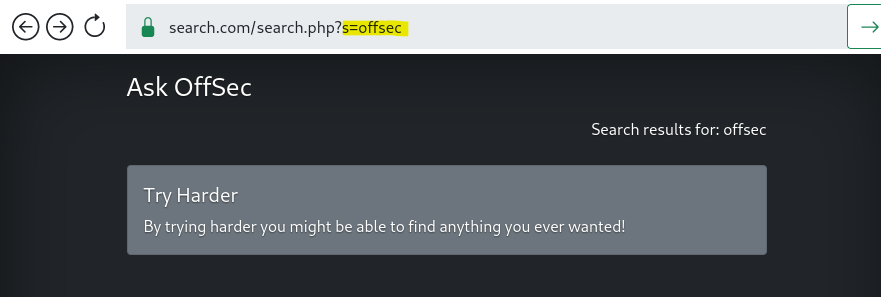 search.com/search.php?s=offsec
Ask OffSec
Search results for: offsec
Try Harder
By trying harder you might be able to find anything you ever wanted!